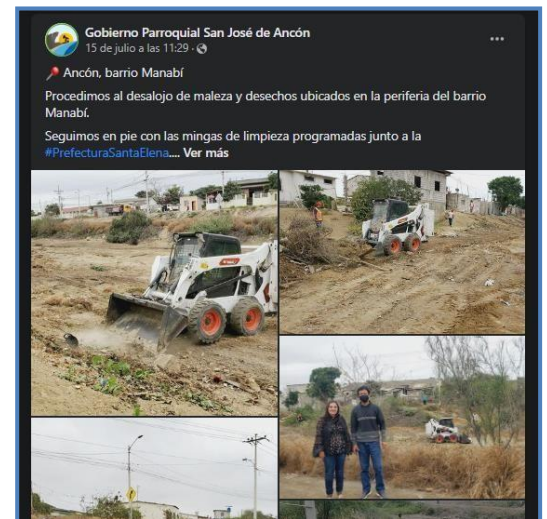 Gobierno Parroquial San José de Ancón
15 de julio a las 11:29 ·
📍 Ancón, barrio Manabí
Procedimos al desalojo de maleza y desechos ubicados en la periferia del barrio
Manabí.
Seguimos en pie con las mingas de limpieza programadas junto a la
#PrefecturaSantaElena.... Ver más